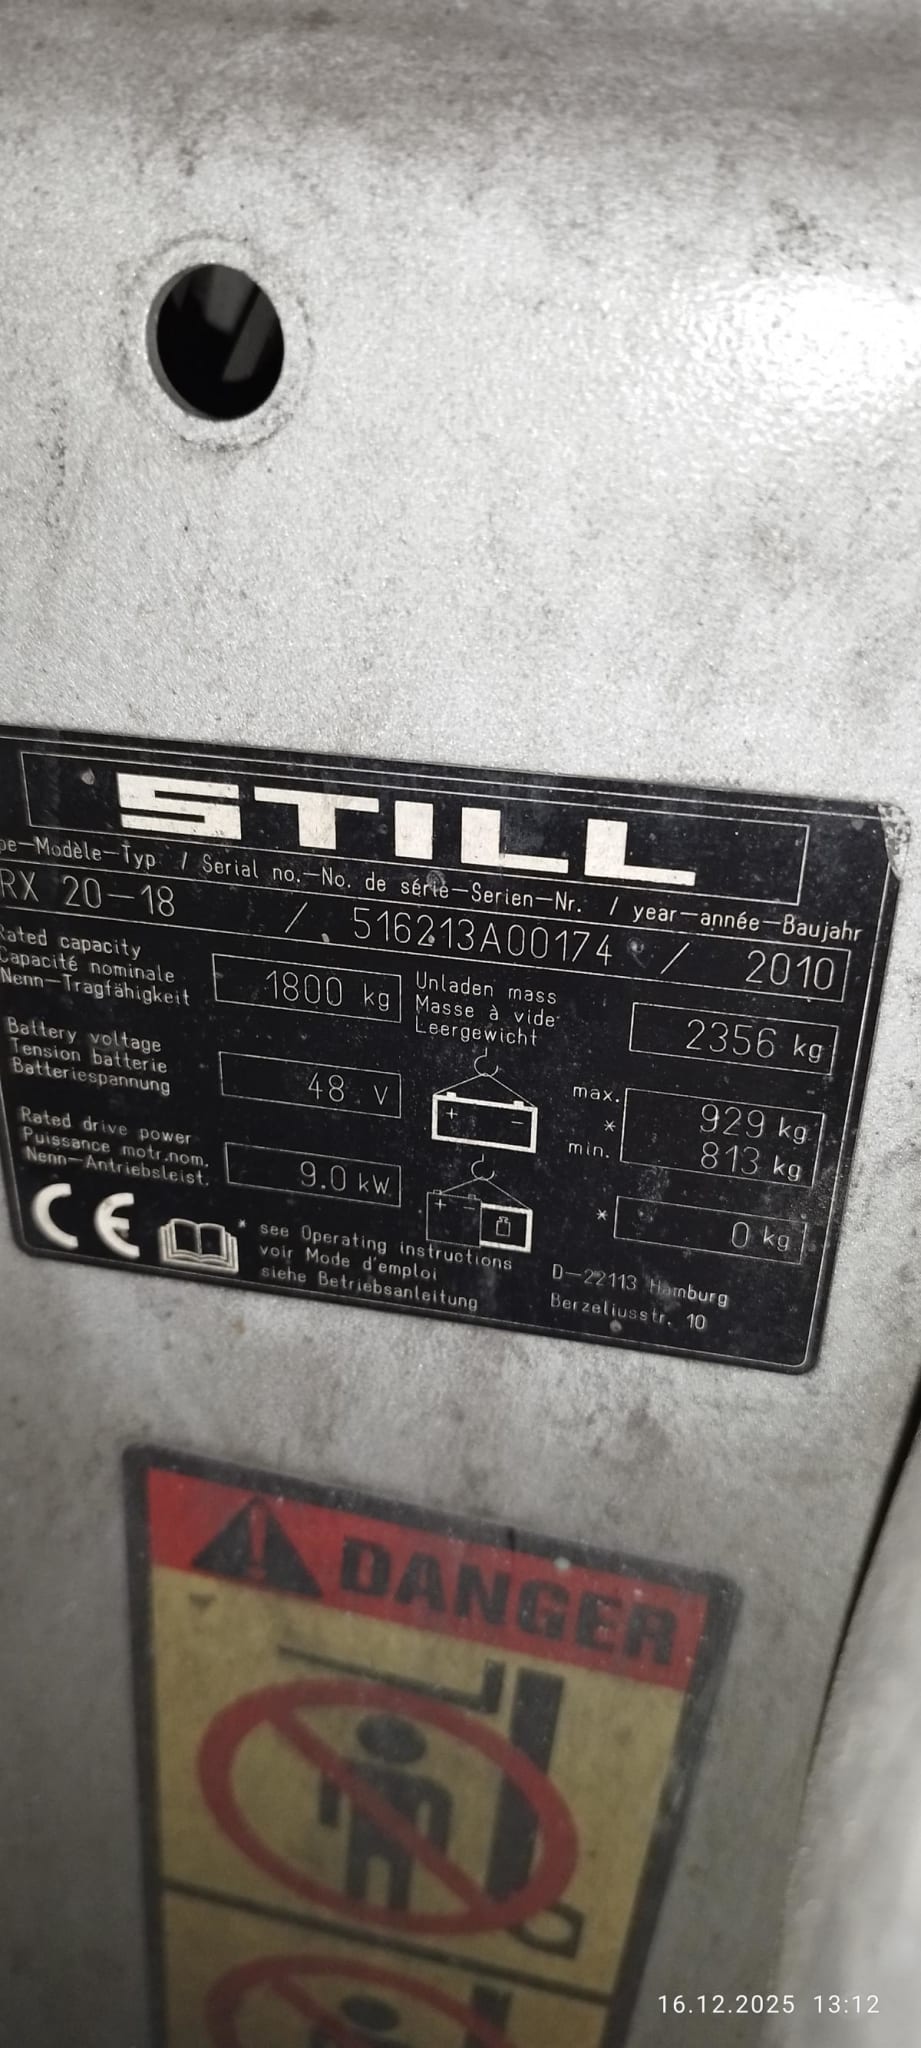 STILL
pe-Modèle-Typ / Serial no.-No. de série-Serien-Nr. / year-année-Baujahr
RX 20-18 / 516213A00174 / 2010
Rated capacity
Capacité nominale
Nenn-Tragfähigkeit
1800 kg
Unladen mass
Masse à vide
Leergewicht
2356 kg
Battery voltage
Tension batterie
Batteriespannung
48 V
+ -
max. 929 kg
*
min. 813 kg
Rated drive power
Puissance motr.nom.
Nenn-Antriebsleist.
9.0 kW
+ -
* 0 kg
CE
* see Operating instructions
voir Mode d'emploi
siehe Betriebsanleitung
D-22113 Hamburg
Berzeliusstr. 10
! DANGER
16.12.2025 13:12